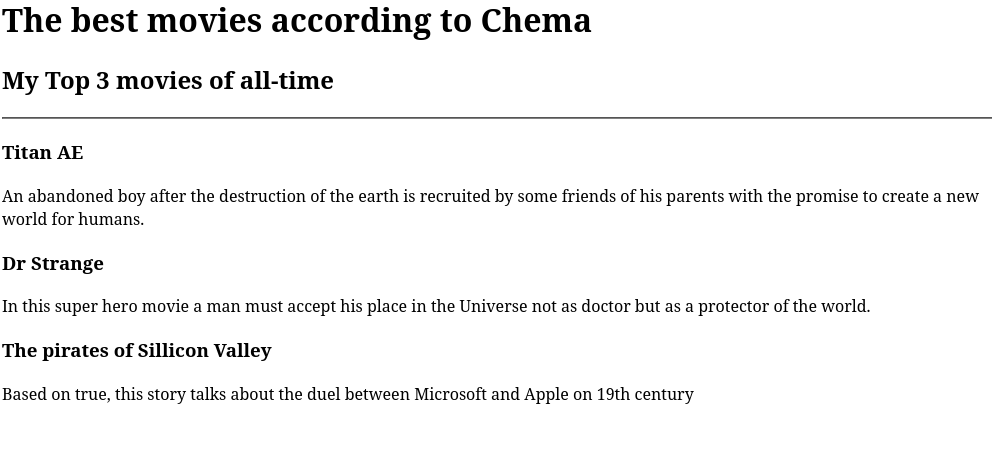 The best movies according to Chema
My Top 3 movies of all-time
Titan AE
An abandoned boy after the destruction of the earth is recruited by some friends of his parents with the promise to create a new
world for humans.
Dr Strange
In this super hero movie a man must accept his place in the Universe not as doctor but as a protector of the world.
The pirates of Sillicon Valley
Based on true, this story talks about the duel between Microsoft and Apple on 19th century